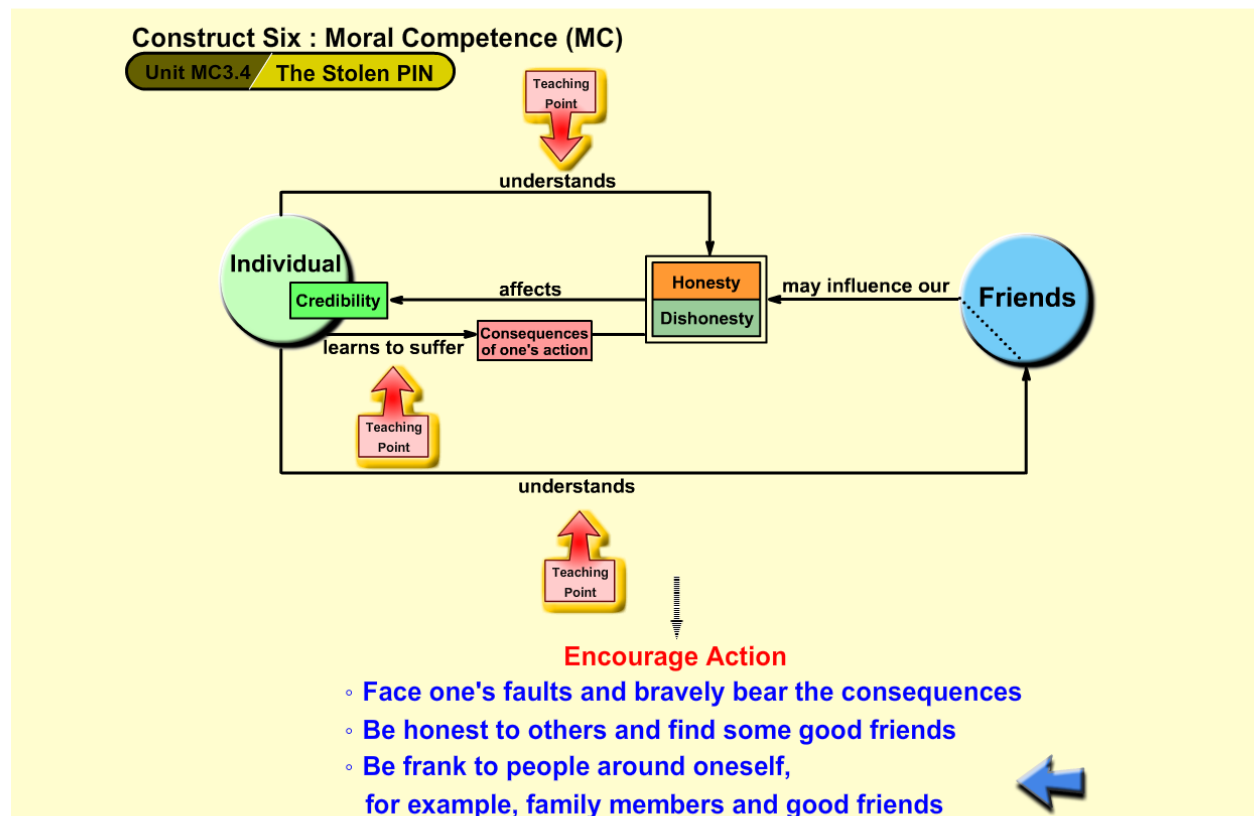 Construct Six : Moral Competence (MC)
Unit MC3.4 The Stolen PIN
Teaching
Point
understands
Individual
Credibility
affects
Honesty
Dishonesty
may influence our
Friends
learns to suffer
Consequences
of one's action
Teaching
Point
understands
Teaching
Point
Encourage Action
◦ Face one's faults and bravely bear the consequences
◦ Be honest to others and find some good friends
◦ Be frank to people around oneself,
for example, family members and good friends